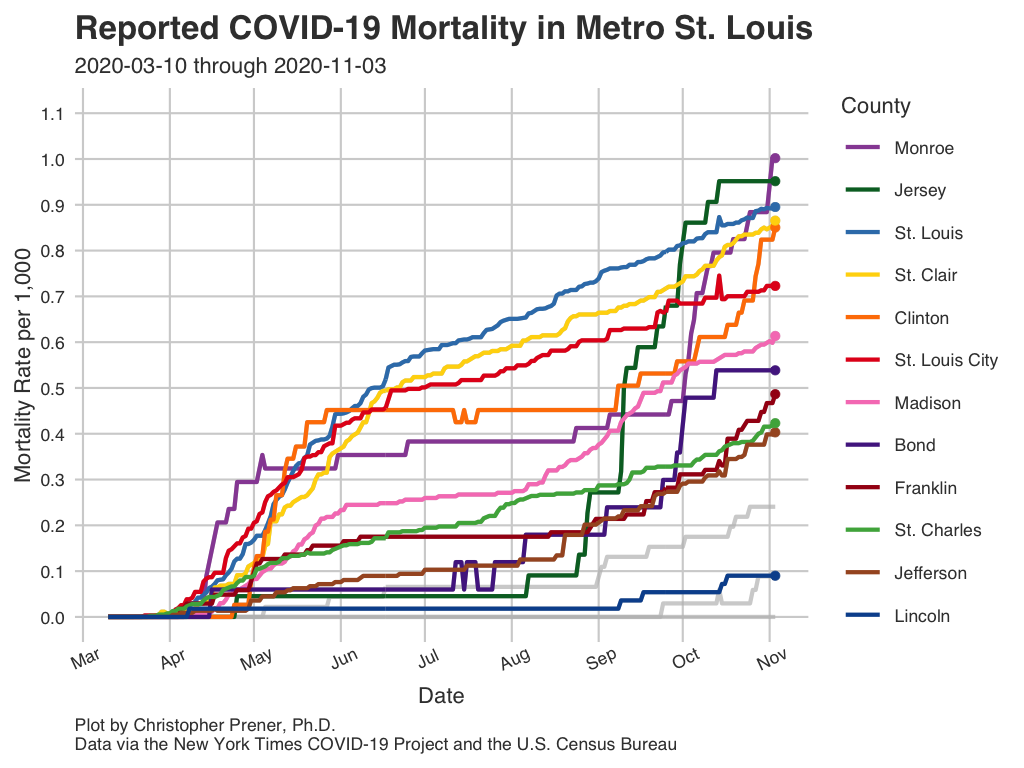 Reported COVID-19 Mortality in Metro St. Louis
2020-03-10 through 2020-11-03
Mortality Rate per 1,000
1.1
1.0
0.9
0.8
0.7
0.6
0.5
0.4
0.3
0.2
0.1
0.0
Mar
Apr
May
Jun
Jul
Aug
Sep
Oct
Nov
Date
County
Monroe
Jersey
St. Louis
St. Clair
Clinton
St. Louis City
Madison
Bond
Franklin
St. Charles
Jefferson
Lincoln
Plot by Christopher Prener, Ph.D.
Data via the New York Times COVID-19 Project and the U.S. Census Bureau